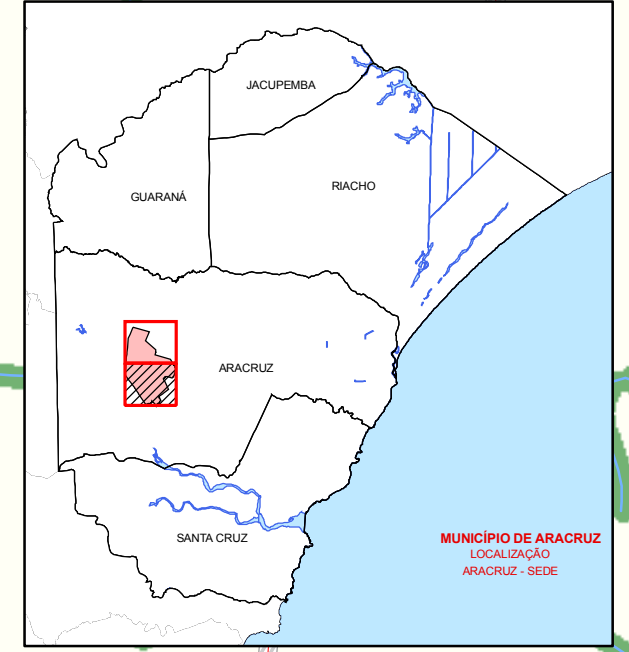 JACUPEMBA
RIACHO
GUARANÁ
ARACRUZ
SANTA CRUZ
MUNICÍPIO DE ARACRUZ
LOCALIZAÇÃO
ARACRUZ - SEDE